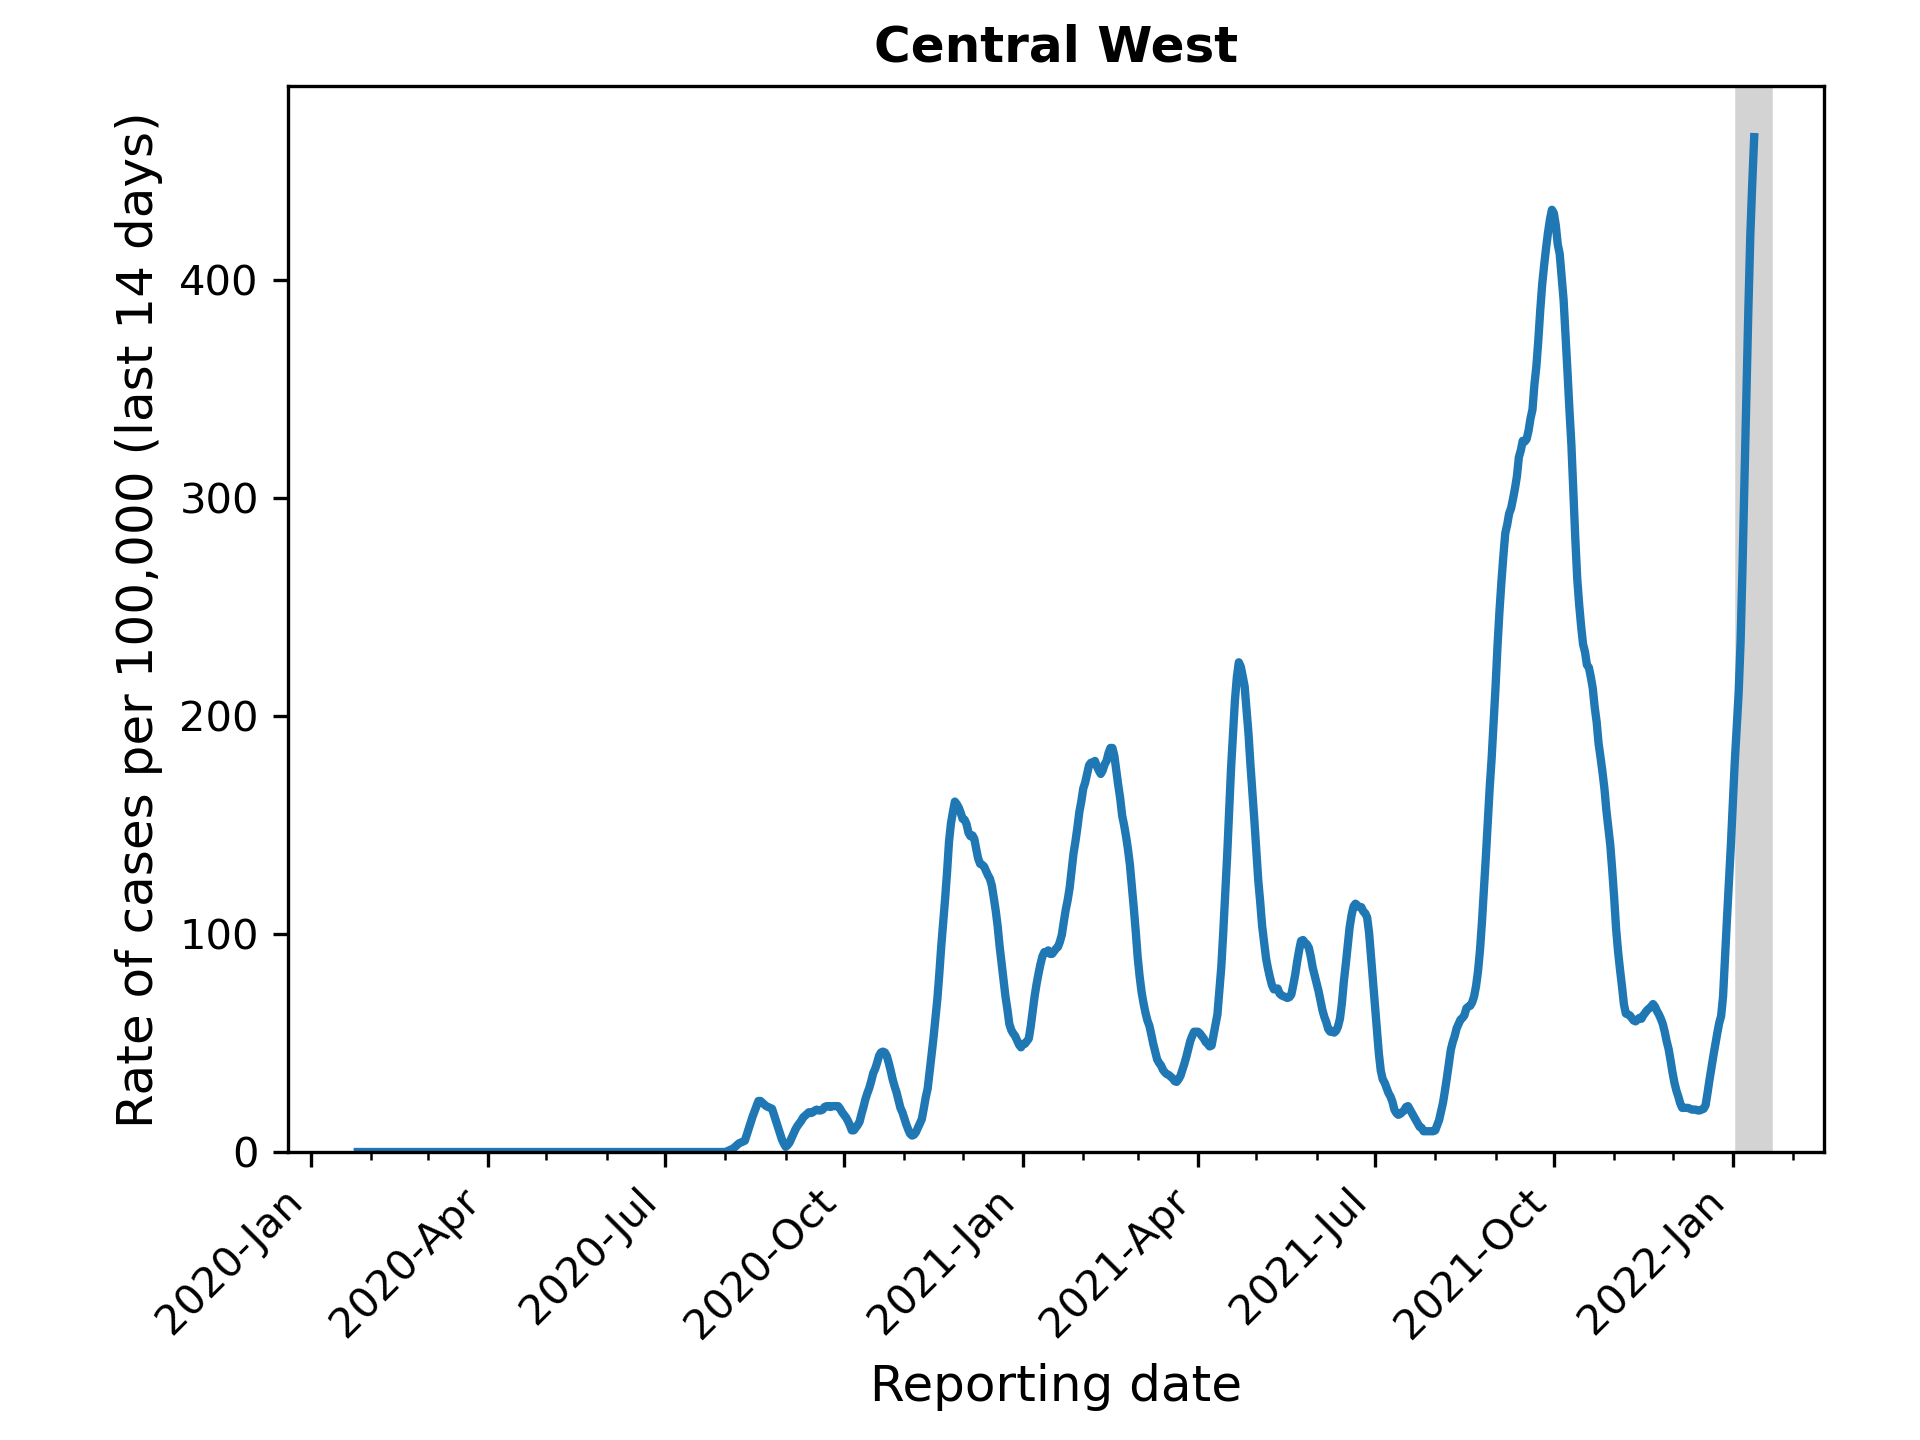 Central West
Rate of cases per 100,000 (last 14 days)
400
300
200
100
0
2020-Jan
2020-Apr
2020-Jul
2020-Oct
2021-Jan
2021-Apr
2021-Jul
2021-Oct
2022-Jan
Reporting date